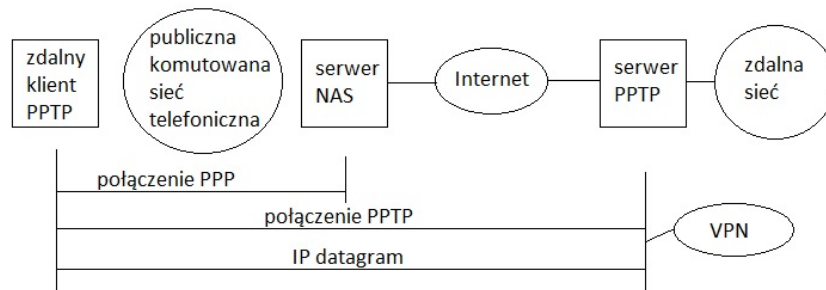 zdalny
klient
PPTP
publiczna
komutowana
sieć
telefoniczna
serwer
NAS
Internet
serwer
PPTP
zdalna
sieć
połączenie PPP
połączenie PPTP
VPN
IP datagram